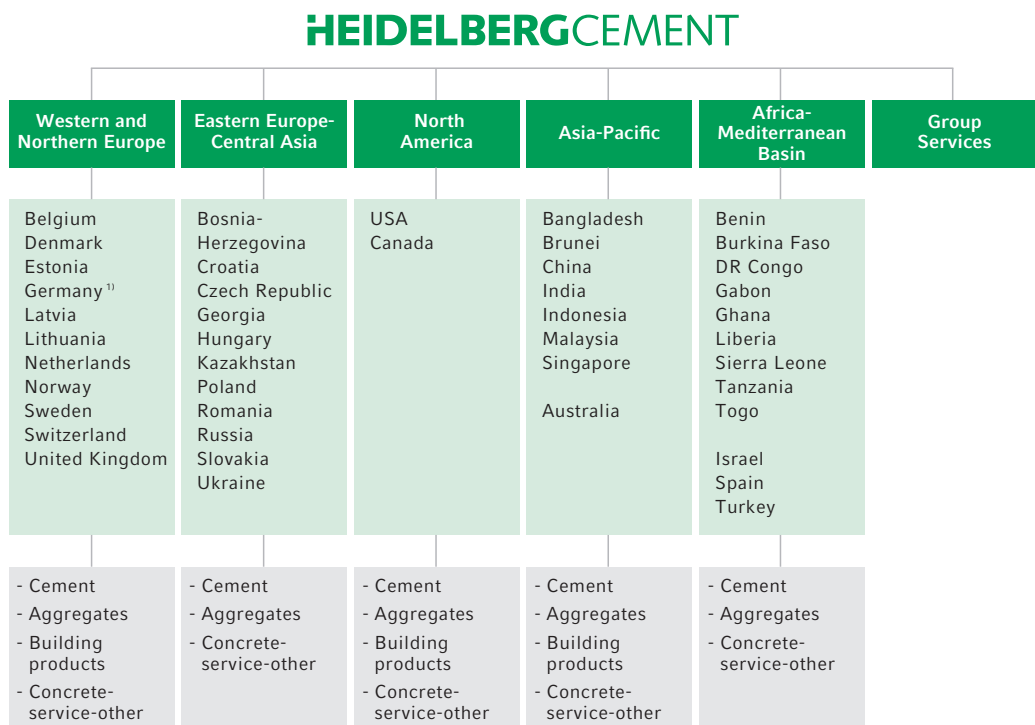 HEIDELBERGCEMENT
Western and
Northern Europe
Eastern Europe-
Central Asia
North
America
Asia-Pacific
Africa-
Mediterranean
Basin
Group
Services
Belgium
Denmark
Estonia
Germany 1)
Latvia
Lithuania
Netherlands
Norway
Sweden
Switzerland
United Kingdom
Bosnia-
Herzegovina
Croatia
Czech Republic
Georgia
Hungary
Kazakhstan
Poland
Romania
Russia
Slovakia
Ukraine
USA
Canada
Bangladesh
Brunei
China
India
Indonesia
Malaysia
Singapore
Australia
Benin
Burkina Faso
DR Congo
Gabon
Ghana
Liberia
Sierra Leone
Tanzania
Togo
Israel
Spain
Turkey
- Cement
- Aggregates
- Building
products
- Concrete-
service-other
- Cement
- Aggregates
- Concrete-
service-other
- Cement
- Aggregates
- Building
products
- Concrete-
service-other
- Cement
- Aggregates
- Building
products
- Concrete-
service-other
- Cement
- Aggregates
- Concrete-
service-other